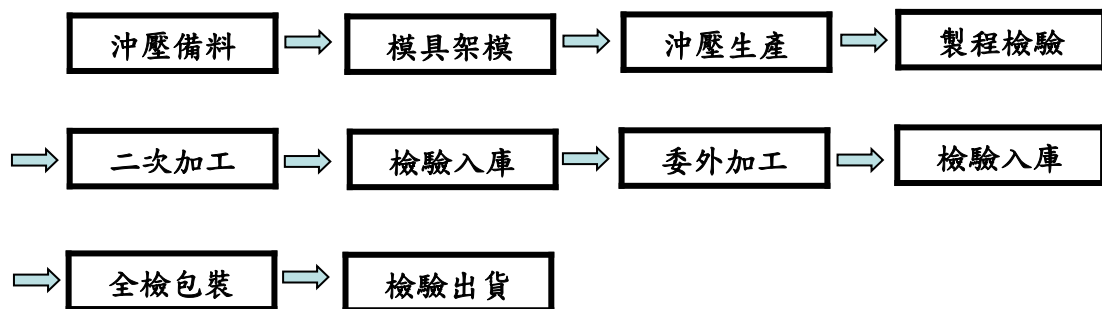 沖壓備料 模具架模 沖壓生產 製程檢驗
二次加工 檢驗入庫 委外加工 檢驗入庫
全檢包裝 檢驗出貨